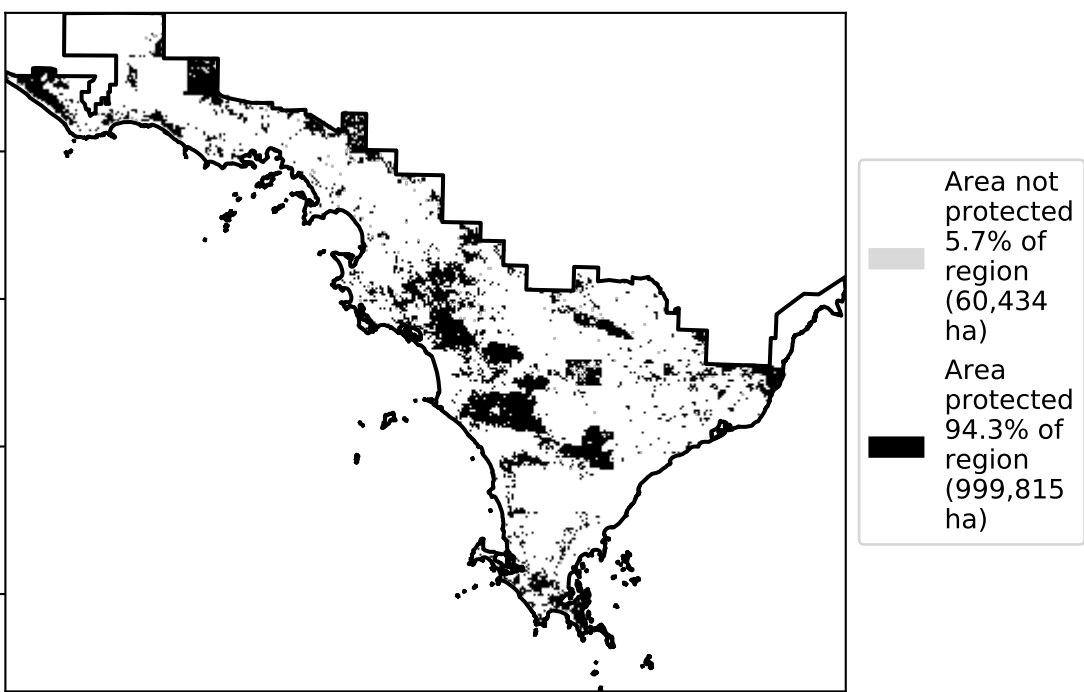 Area not
protected
5.7% of
region
(60,434
ha)
Area
protected
94.3% of
region
(999,815
ha)